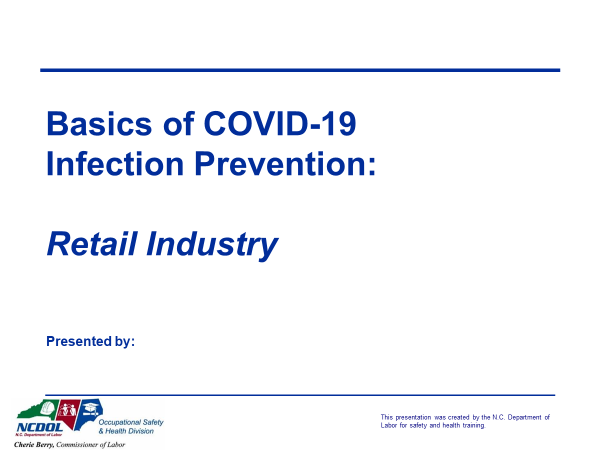 Basics of COVID-19
Infection Prevention:
Retail Industry
Presented by:
NCDOL
N.C. Department of Labor
Occupational Safety
& Health Division
Cherie Berry, Commissioner of Labor
This presentation was created by the N.C. Department of
Labor for safety and health training.